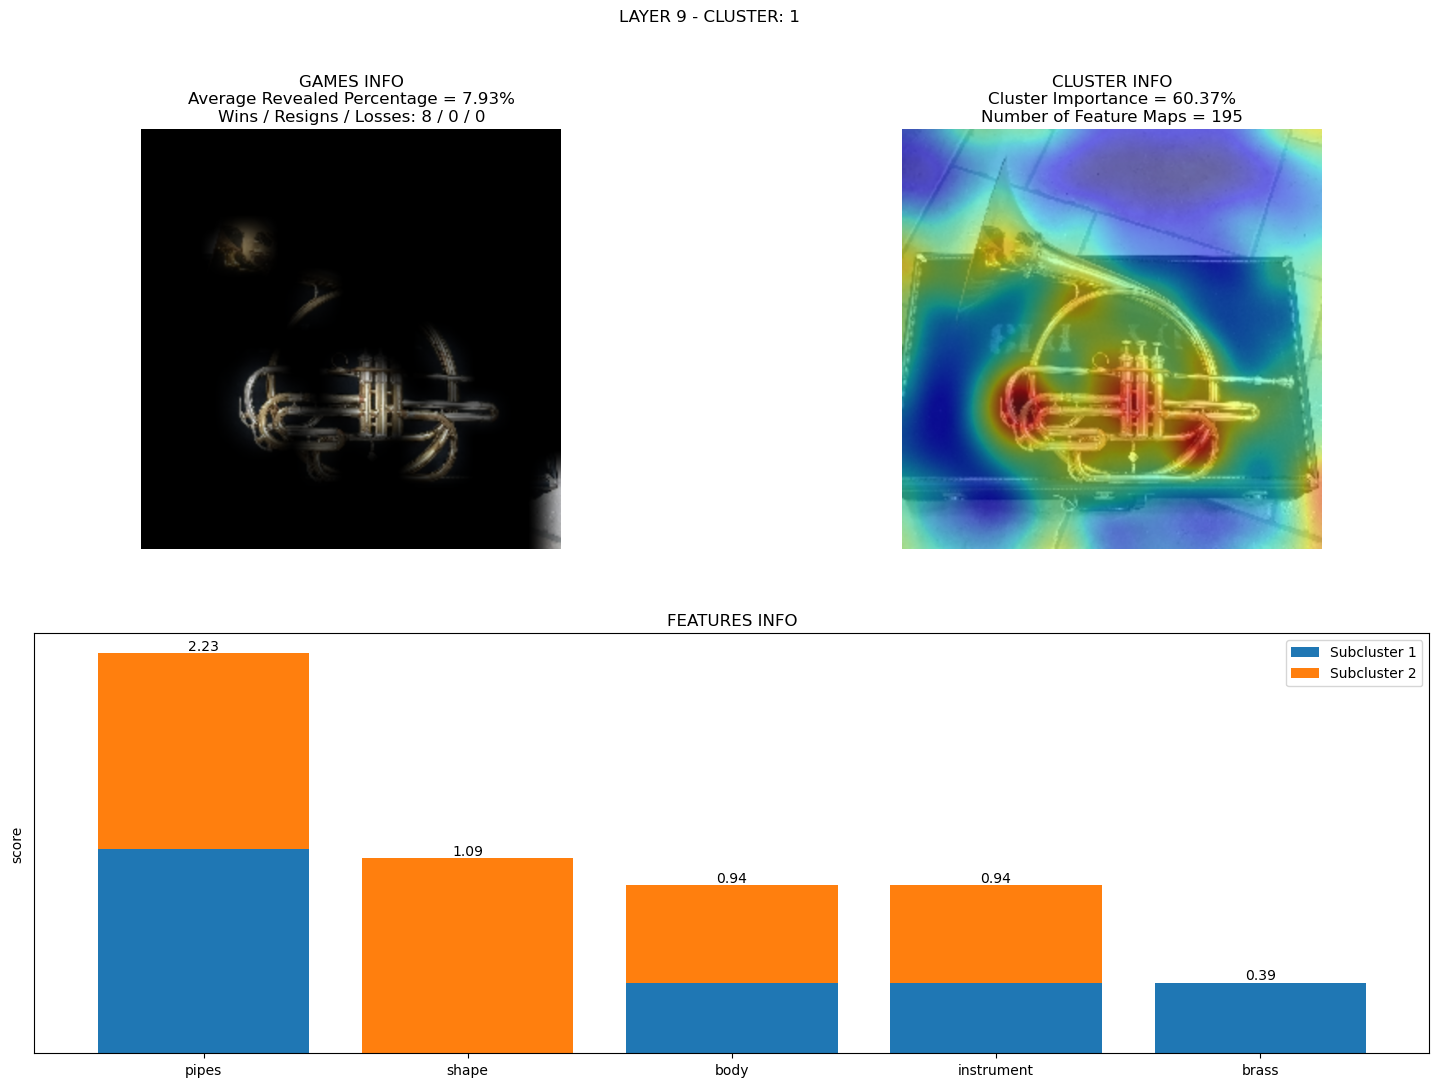 LAYER 9 - CLUSTER: 1
GAMES INFO
Average Revealed Percentage = 7.93%
Wins / Resigns / Losses: 8 / 0 / 0
CLUSTER INFO
Cluster Importance = 60.37%
Number of Feature Maps = 195
FEATURES INFO
Subcluster 1
Subcluster 2
2.23
1.09
0.94
0.94
0.39
score
pipes
shape
body
instrument
brass